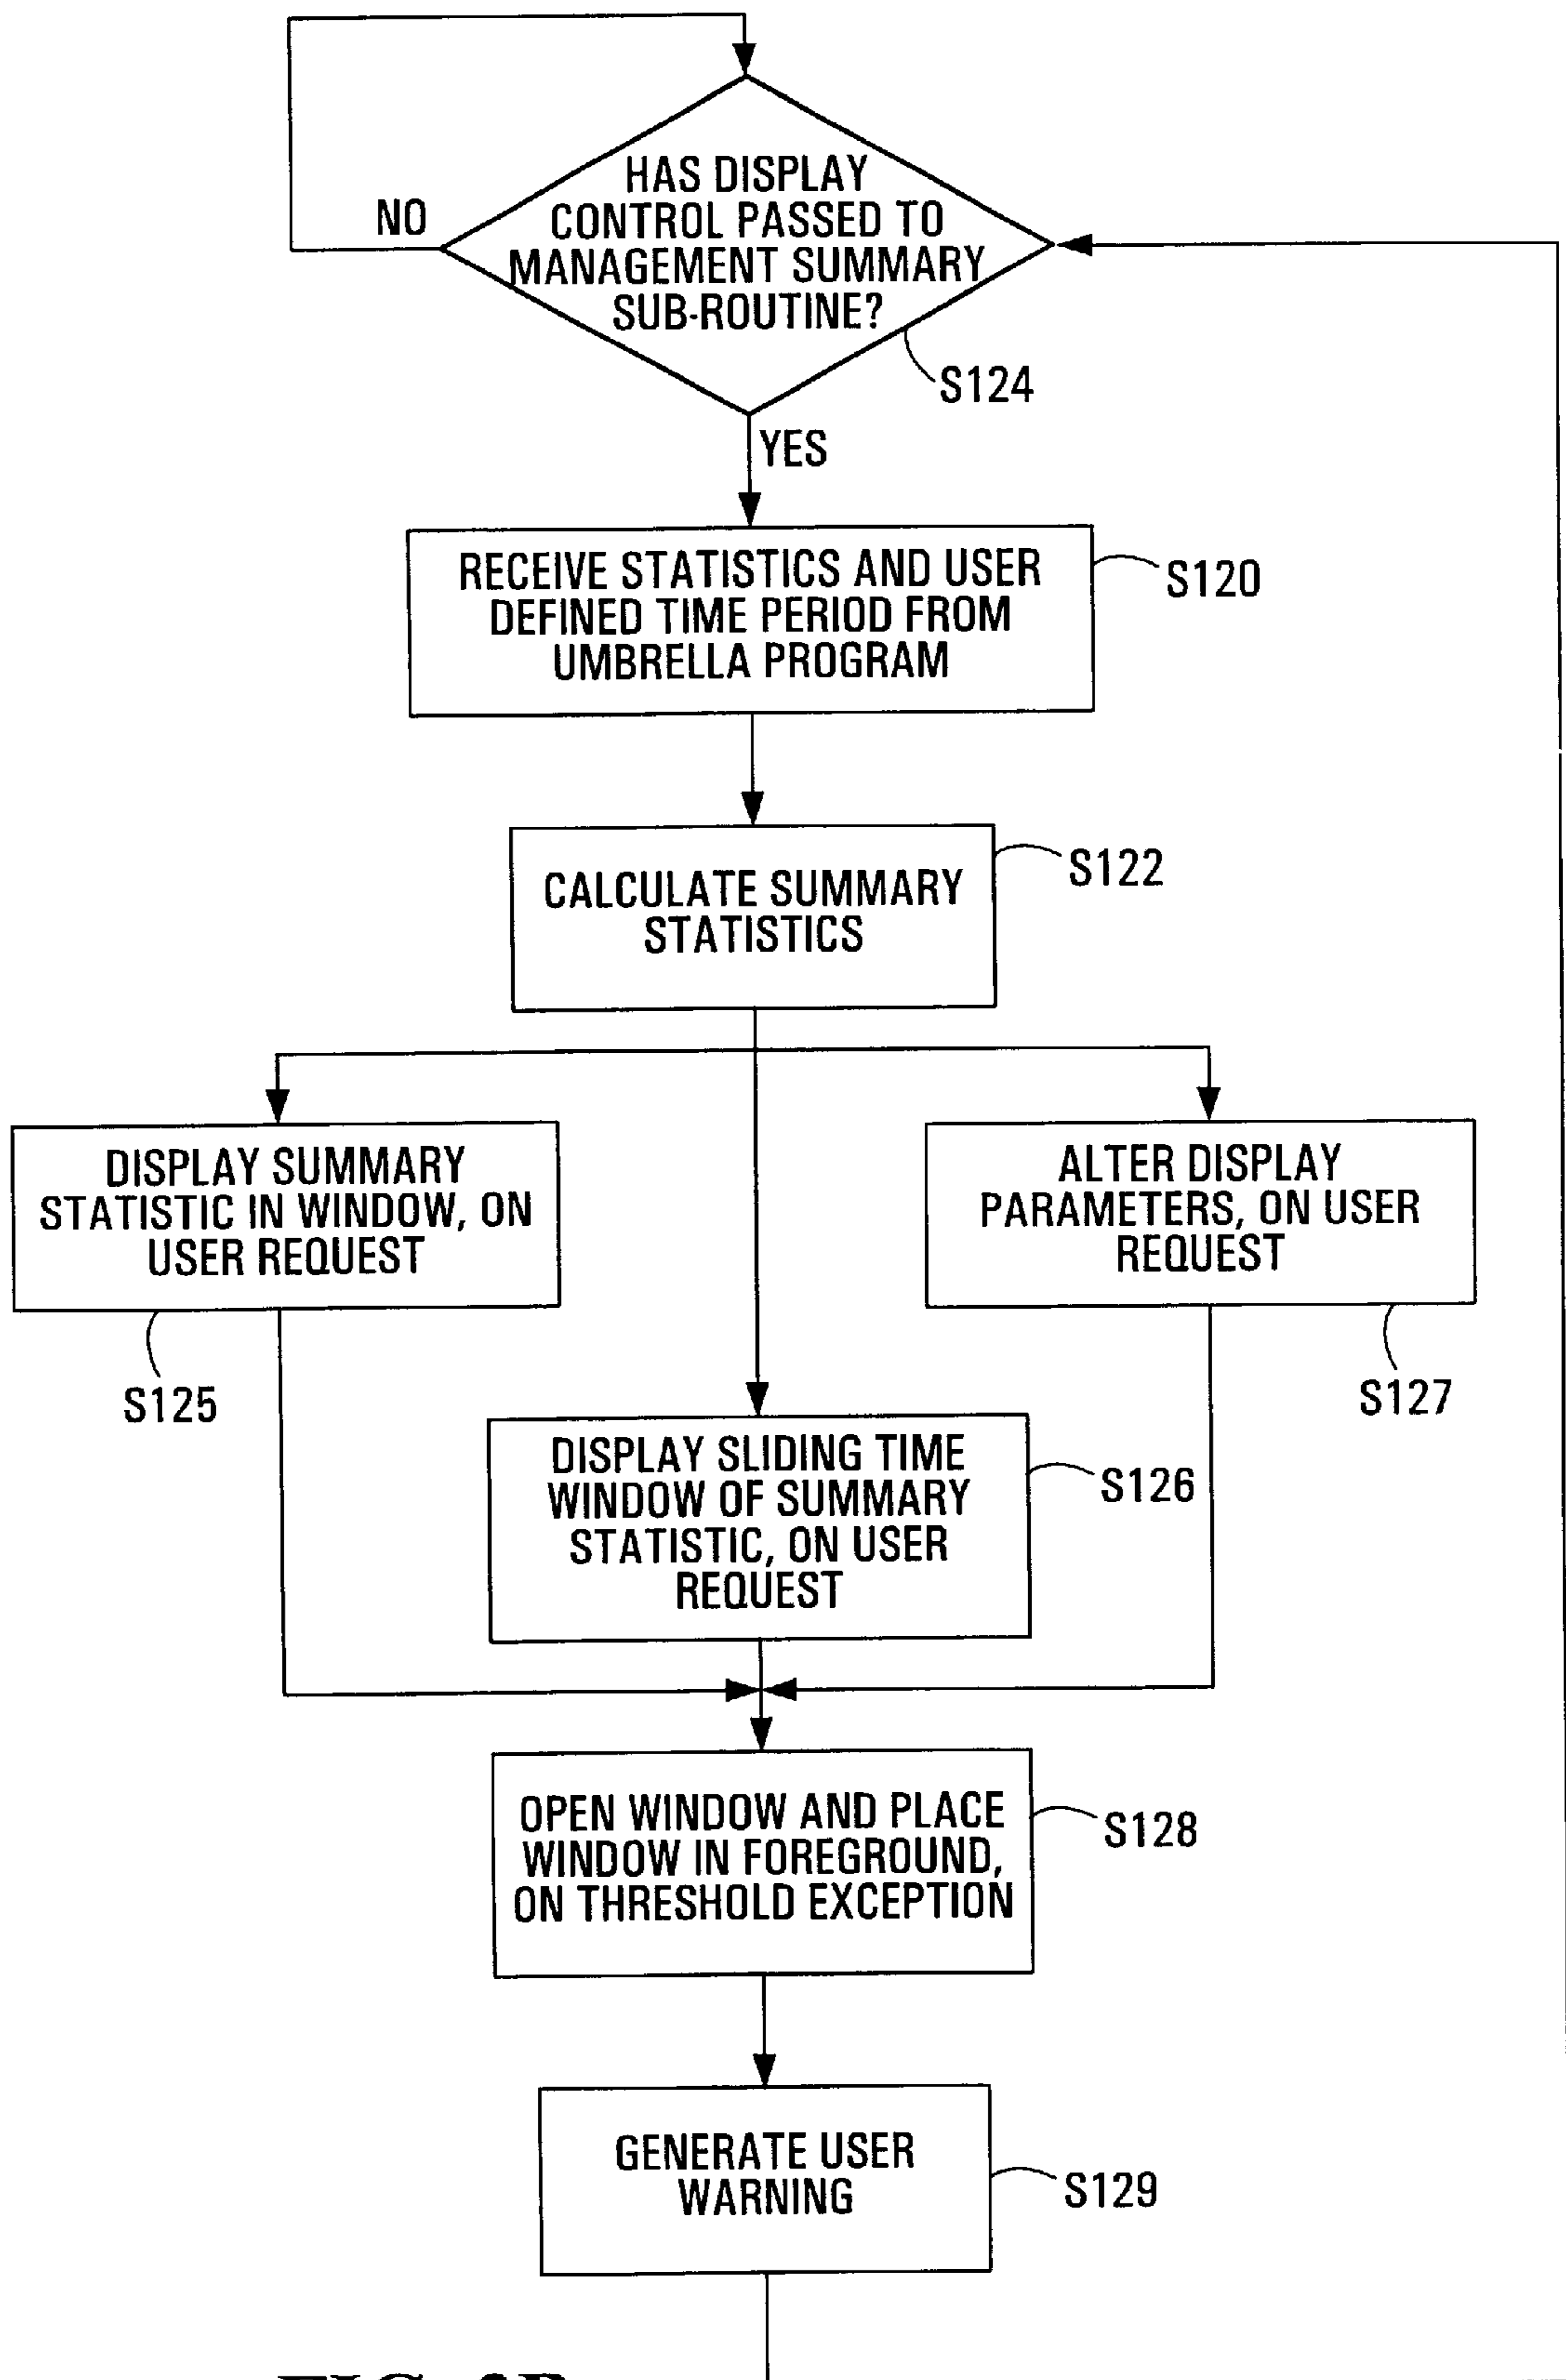 HAS DISPLAY
CONTROL PASSED TO
MANAGEMENT SUMMARY
SUB-ROUTINE?
NO
S124
YES
RECEIVE STATISTICS AND USER
DEFINED TIME PERIOD FROM
UMBRELLA PROGRAM
S120
CALCULATE SUMMARY
STATISTICS
S122
DISPLAY SUMMARY
STATISTIC IN WINDOW, ON
USER REQUEST
S125
ALTER DISPLAY
PARAMETERS, ON USER
REQUEST
S127
DISPLAY SLIDING TIME
WINDOW OF SUMMARY
STATISTIC, ON USER
REQUEST
S126
OPEN WINDOW AND PLACE
WINDOW IN FOREGROUND,
ON THRESHOLD EXCEPTION
S128
GENERATE USER
WARNING
S129